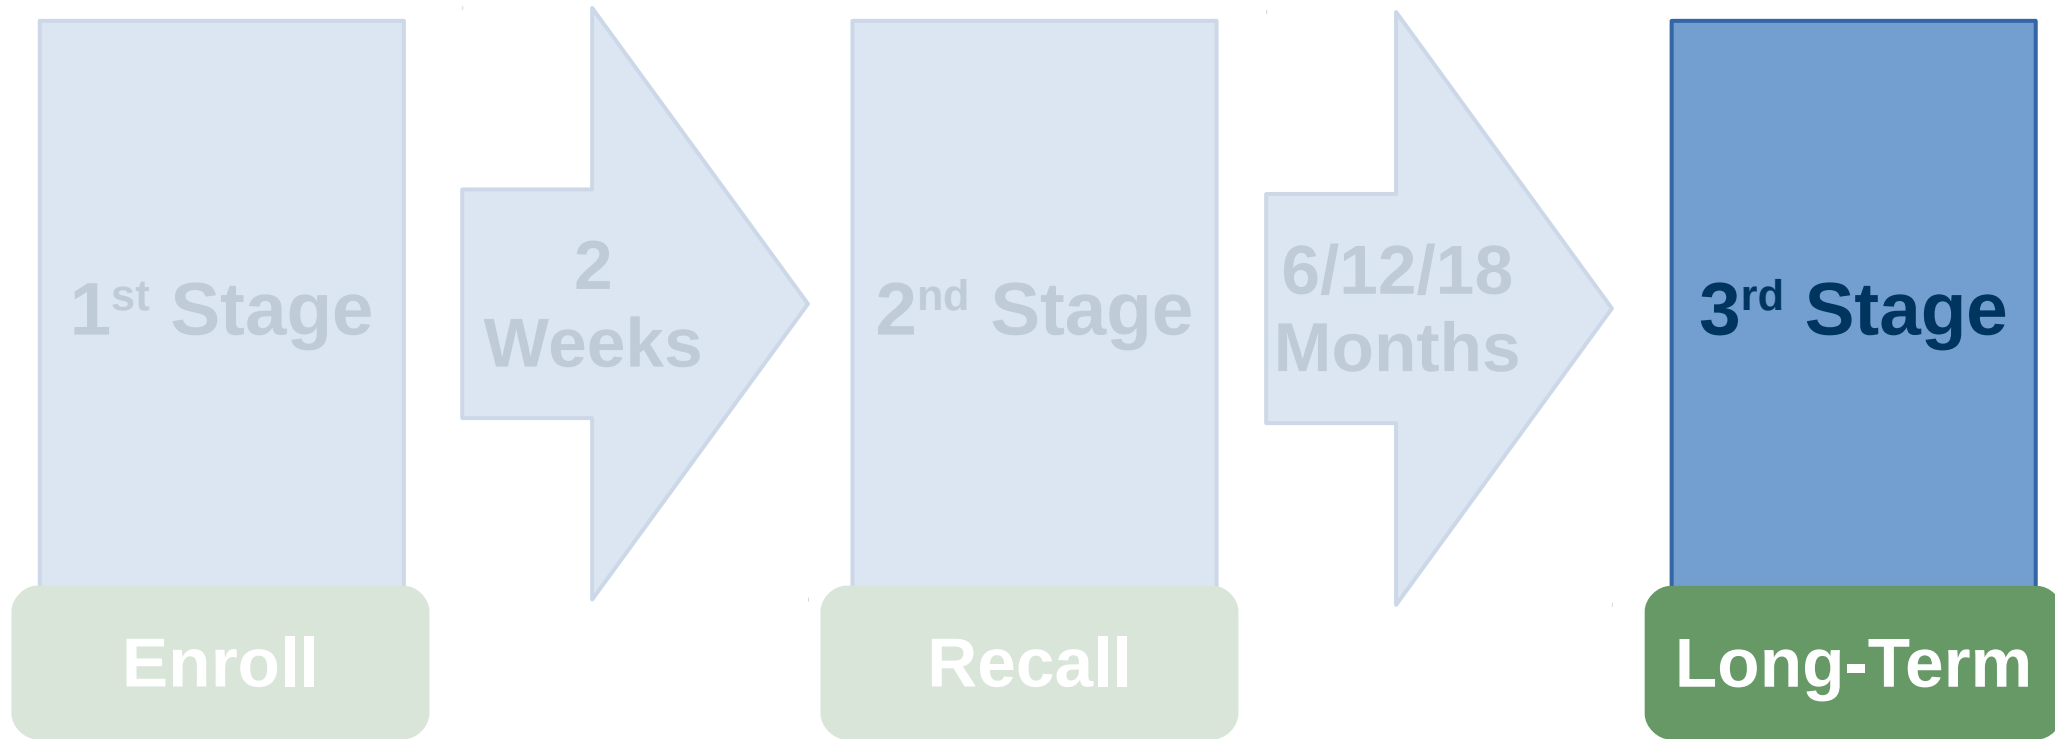 1st Stage
2
Weeks
2nd Stage
6/12/18
Months
3rd Stage
Enroll
Recall
Long-Term